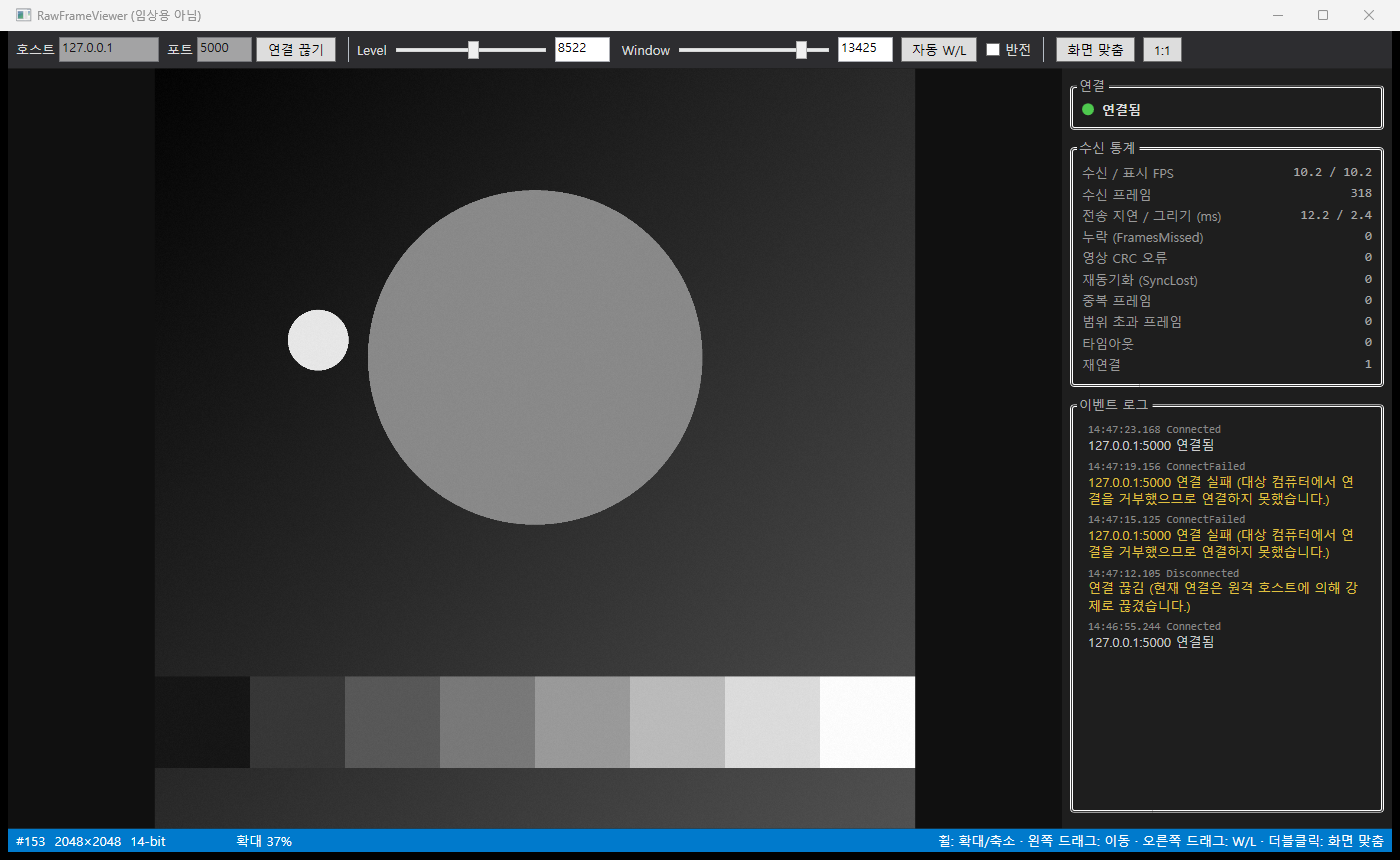 RawFrameViewer (임상용 아님)
호스트 127.0.0.1 포트 5000 연결 끊기 Level 8522 Window 13425 자동 W/L 반전 화면 맞춤 1:1
연결
연결됨
수신 통계
수신 / 표시 FPS 10.2 / 10.2
수신 프레임 318
전송 지연 / 그리기 (ms) 12.2 / 2.4
누락 (FramesMissed) 0
영상 CRC 오류 0
재동기화 (SyncLost) 0
중복 프레임 0
범위 초과 프레임 0
타임아웃 0
재연결 1
이벤트 로그
14:47:23.168 Connected
127.0.0.1:5000 연결됨
14:47:19.156 ConnectFailed
127.0.0.1:5000 연결 실패 (대상 컴퓨터에서 연
결을 거부했으므로 연결하지 못했습니다.)
14:47:15.125 ConnectFailed
127.0.0.1:5000 연결 실패 (대상 컴퓨터에서 연
결을 거부했으므로 연결하지 못했습니다.)
14:47:12.105 Disconnected
연결 끊김 (현재 연결은 원격 호스트에 의해 강
제로 끊겼습니다.)
14:46:55.244 Connected
127.0.0.1:5000 연결됨
#153 2048×2048 14-bit 확대 37% 휠: 확대/축소 · 왼쪽 드래그: 이동 · 오른쪽 드래그: W/L · 더블클릭: 화면 맞춤